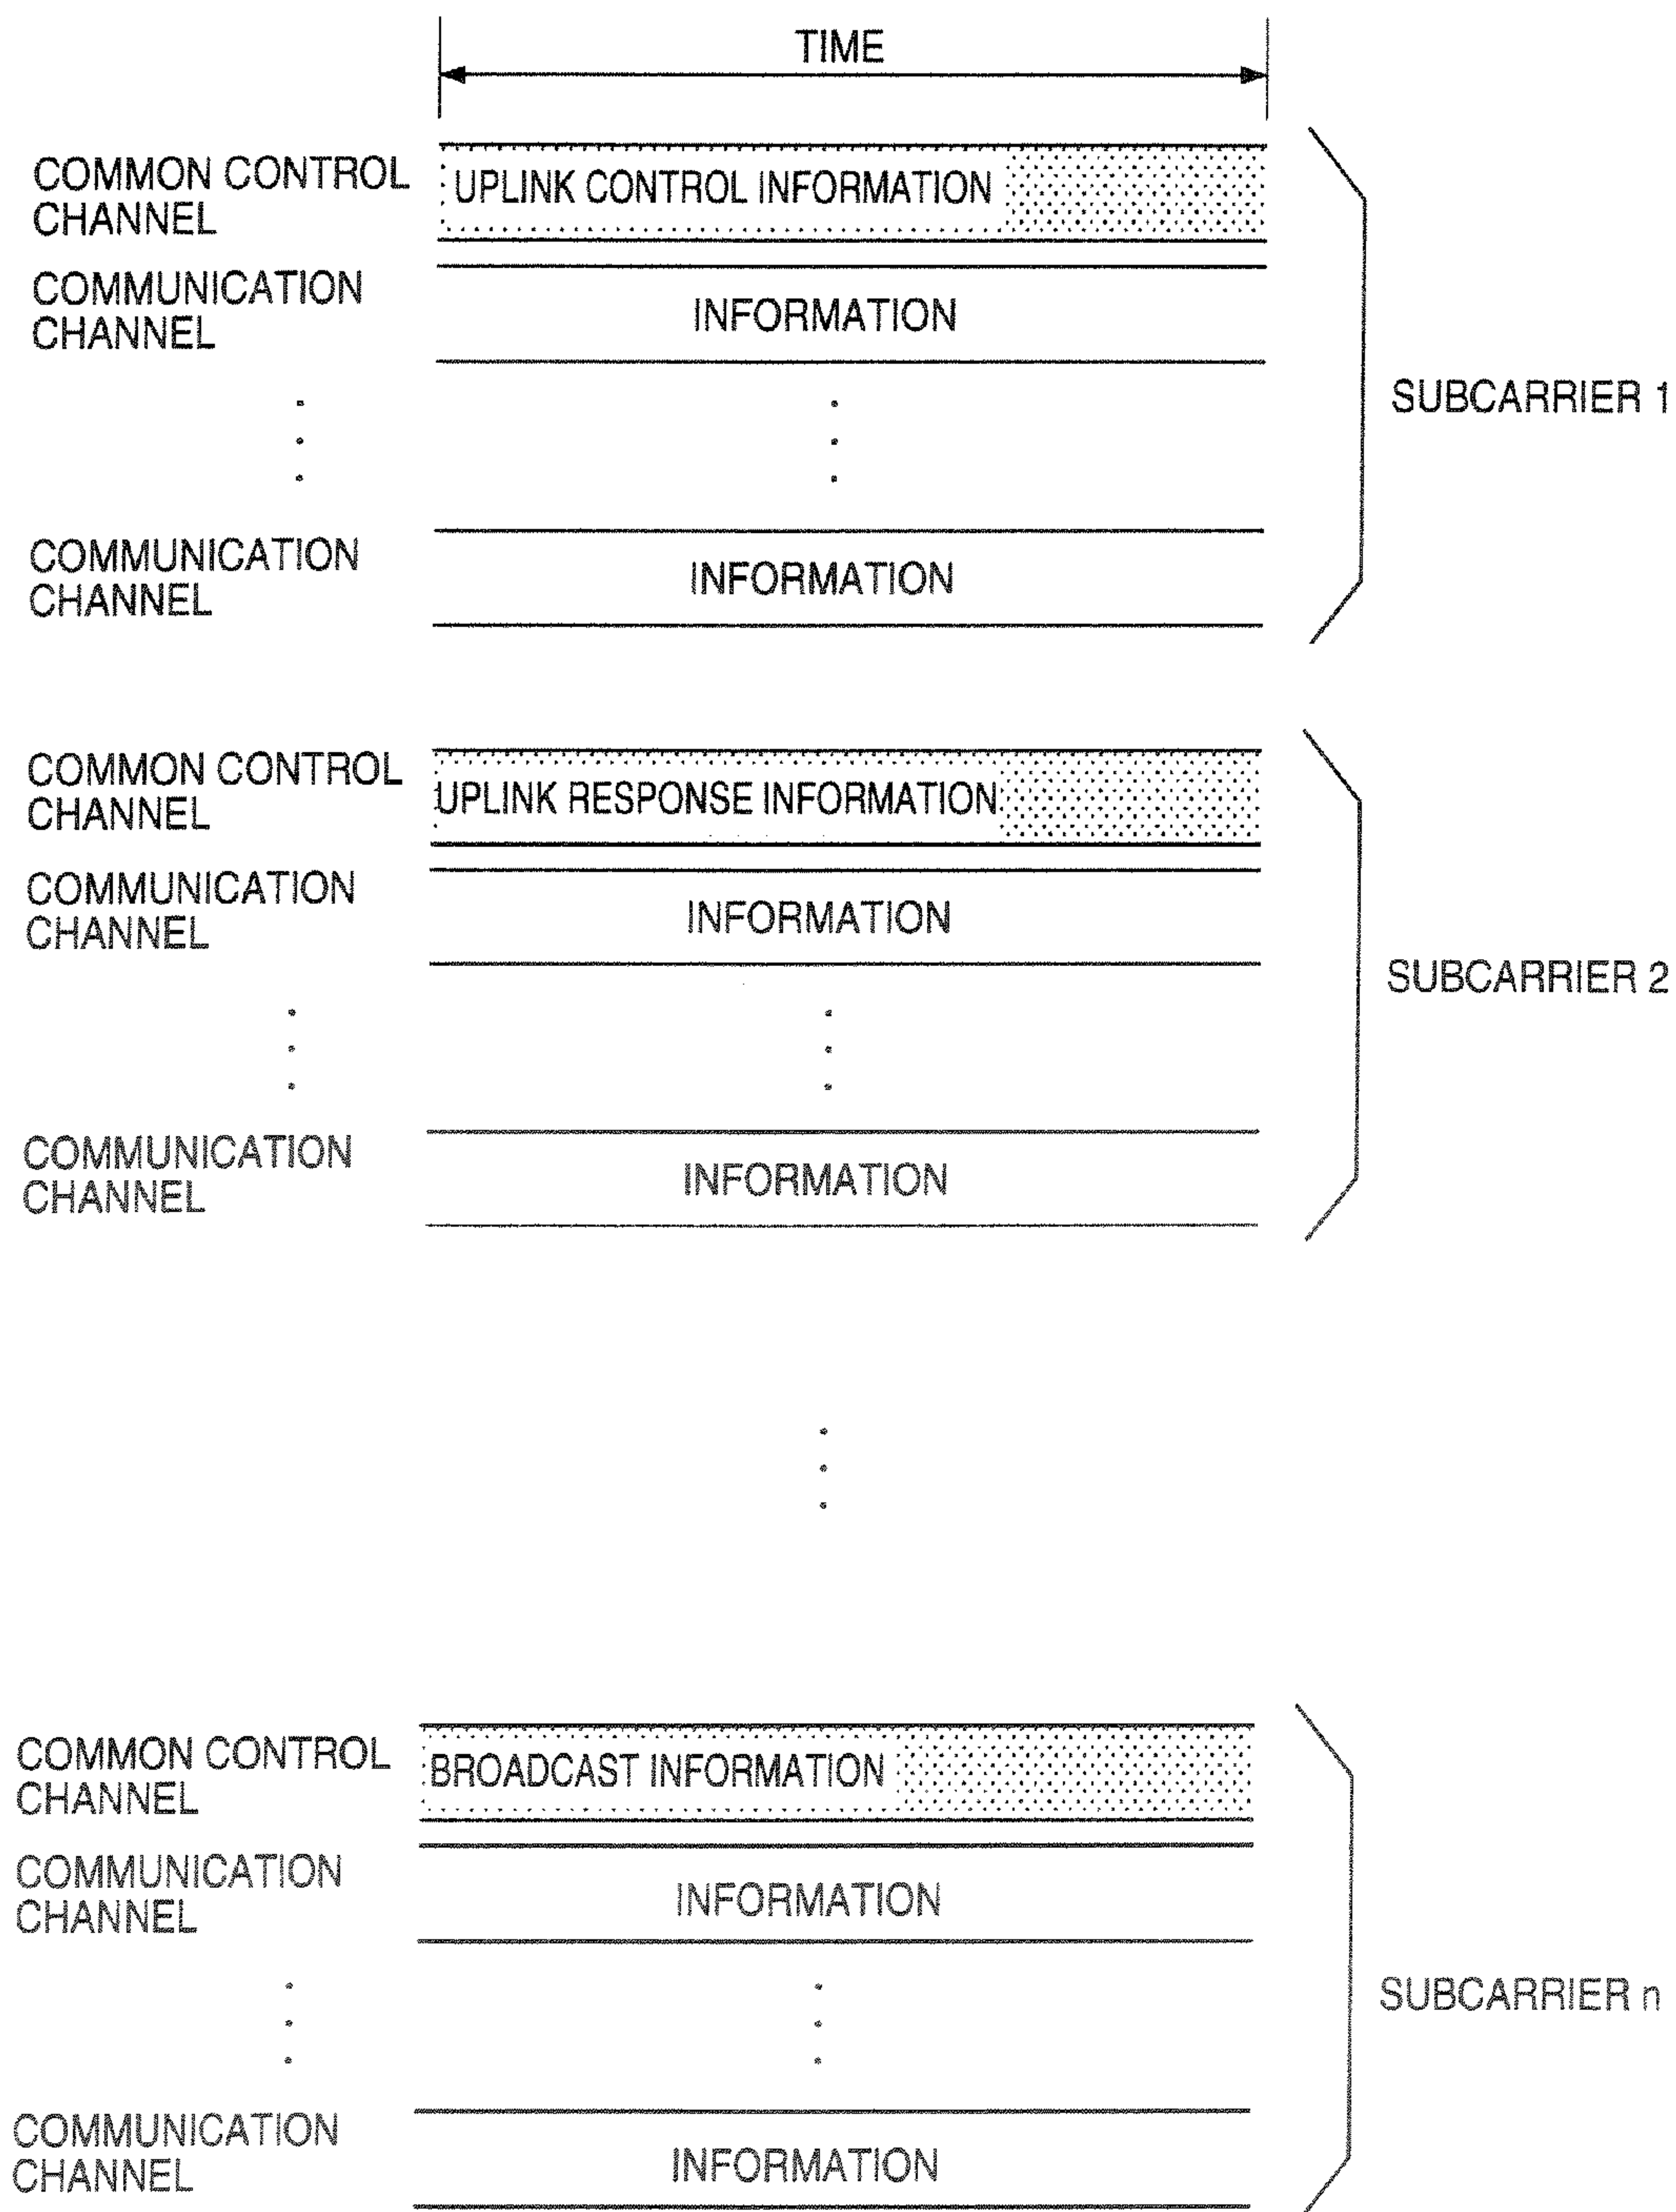 TIME
COMMON CONTROL
CHANNEL
UPLINK CONTROL INFORMATION
COMMUNICATION
CHANNEL
INFORMATION
SUBCARRIER 1
COMMUNICATION
CHANNEL
INFORMATION
COMMON CONTROL
CHANNEL
UPLINK RESPONSE INFORMATION
COMMUNICATION
CHANNEL
INFORMATION
SUBCARRIER 2
COMMUNICATION
CHANNEL
INFORMATION
COMMON CONTROL
CHANNEL
BROADCAST INFORMATION
COMMUNICATION
CHANNEL
INFORMATION
SUBCARRIER n
COMMUNICATION
CHANNEL
INFORMATION